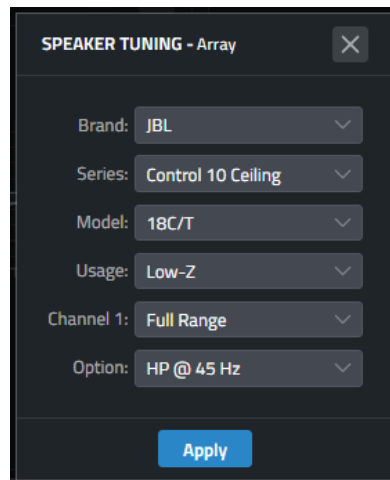 SPEAKER TUNING - Array
Brand: JBL
Series: Control 10 Ceiling
Model: 18C/T
Usage: Low-Z
Channel 1: Full Range
Option: HP @ 45 Hz
Apply